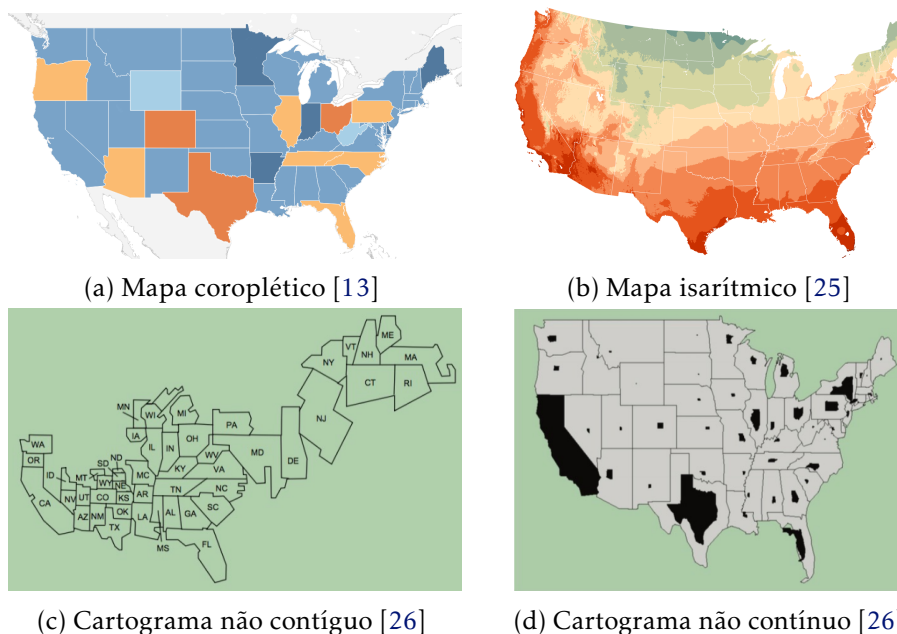 (a) Mapa coroplético [13]
(b) Mapa isarítmico [25]
ME
VT
NH
MA
NY
CT
RI
NJ
MN
WI
MI
PA
WA
IA
OH
MD
IL
IN
DE
OR
ND
SD
WV
ID
MT
WY
NE
MC
KY
VA
NV
UT
CO
KS
AR
TN
NC
CA
AZ
NM
OK
LA
AL
GA
SC
TX
MS
FL
(c) Cartograma não contíguo [26]
(d) Cartograma não contínuo [26